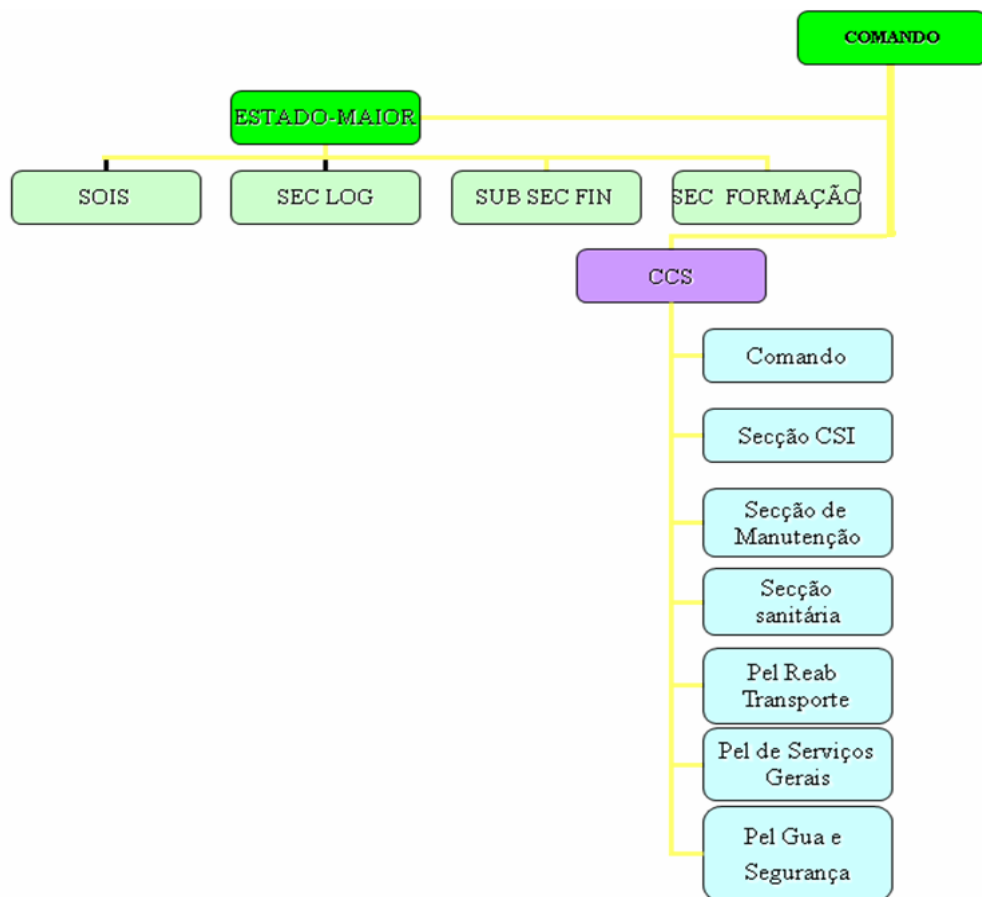 COMANDO
ESTADO-MAIOR
SOIS
SEC LOG
SUB SEC FIN
SEC FORMAÇÃO
CCS
Comando
Secção CSI
Secção de
Manutenção
Secção
sanitária
Pel Reab
Transporte
Pel de Serviços
Gerais
Pel Gua e
Segurança